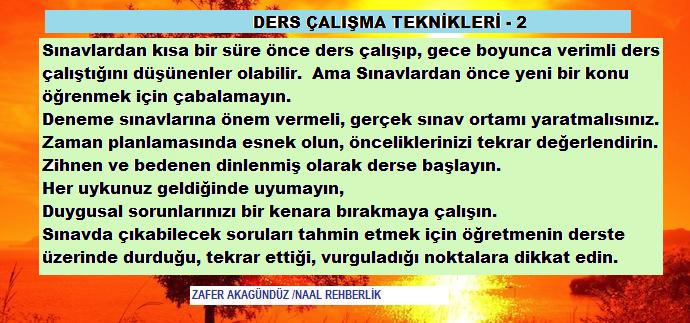 DERS ÇALIŞMA TEKNİKLERİ - 2
Sınavlardan kısa bir süre önce ders çalışıp, gece boyunca verimli ders
çalıştığını düşünenler olabilir.  Ama Sınavlardan önce yeni bir konu
öğrenmek için çabalamayın.
Deneme sınavlarına önem vermeli, gerçek sınav ortamı yaratmalısınız.
Zaman planlamasında esnek olun, önceliklerinizi tekrar değerlendirin.
Zihnen ve bedenen dinlenmiş olarak derse başlayın.
Her uykunuz geldiğinde uyumayın,
Duygusal sorunlarınızı bir kenara bırakmaya çalışın.
Sınavda çıkabilecek soruları tahmin etmek için öğretmenin derste
üzerinde durduğu, tekrar ettiği, vurguladığı noktalara dikkat edin.
ZAFER AKAGÜNDÜZ /NAAL REHBERLİK